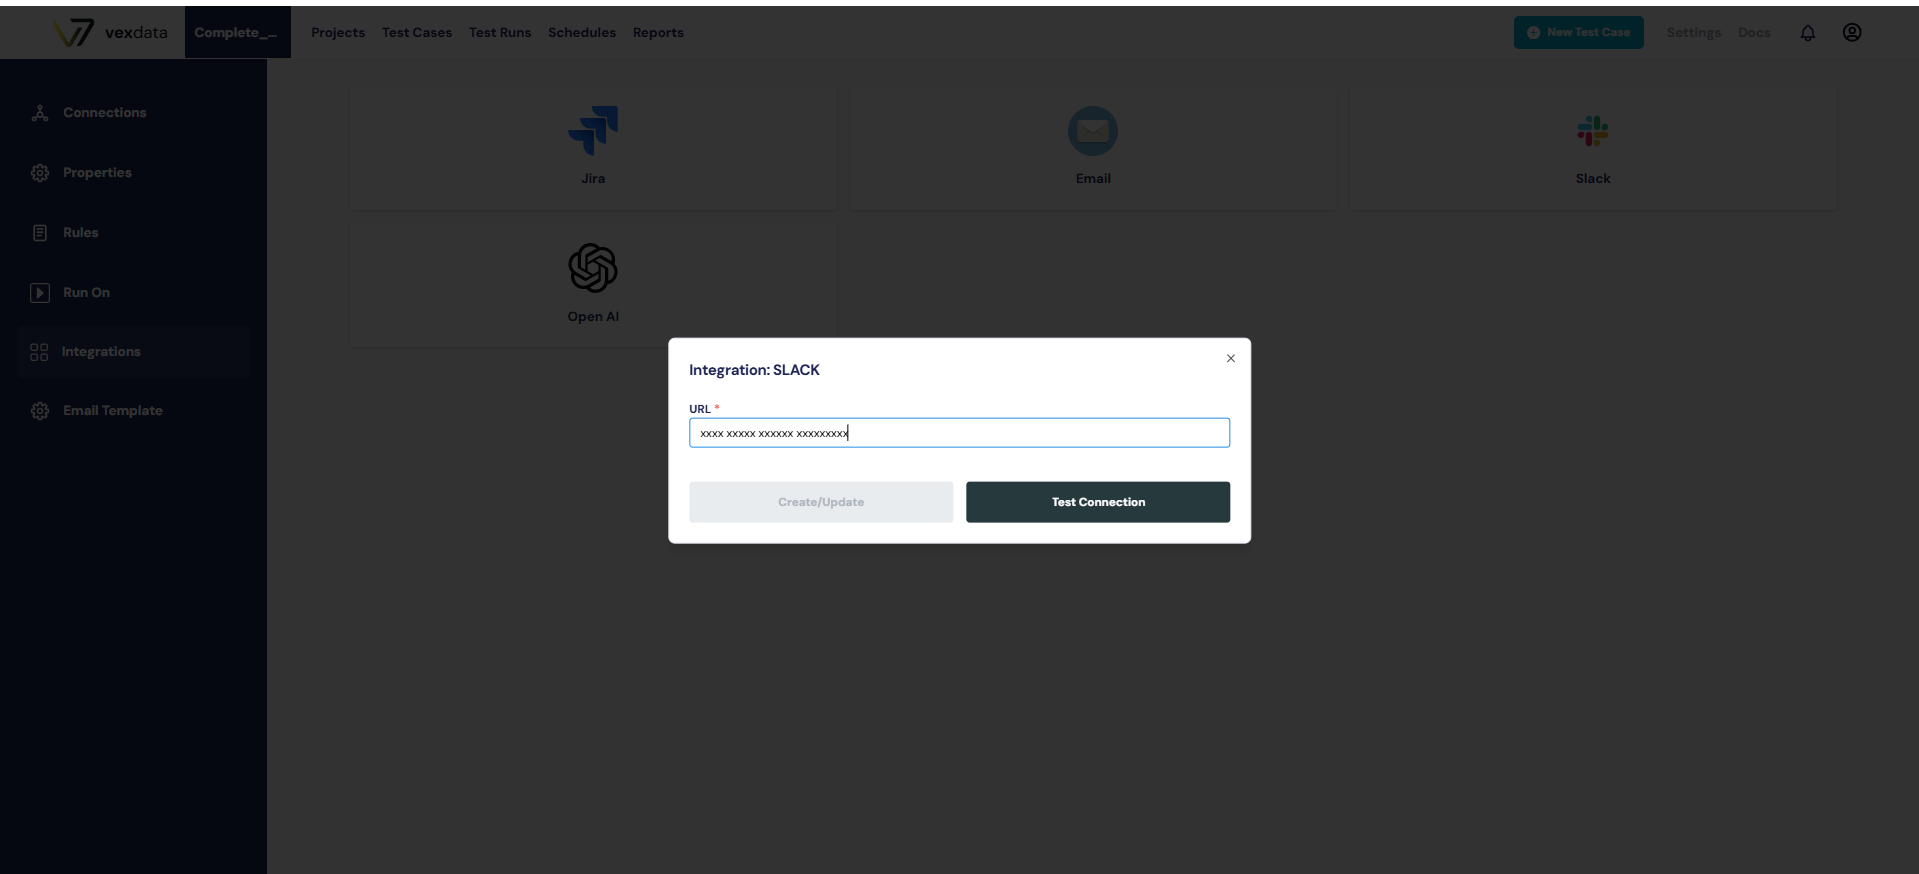 vexdata
Complete_...
Projects
Test Cases
Test Runs
Schedules
Reports
New Test Case
Settings
Docs
Connections
Properties
Rules
Run On
Integrations
Email Template
Jira
Email
Slack
Open AI
Integration: SLACK
URL *
xxxx xxxxx xxxxxx xxxxxxxxx
Create/Update
Test Connection